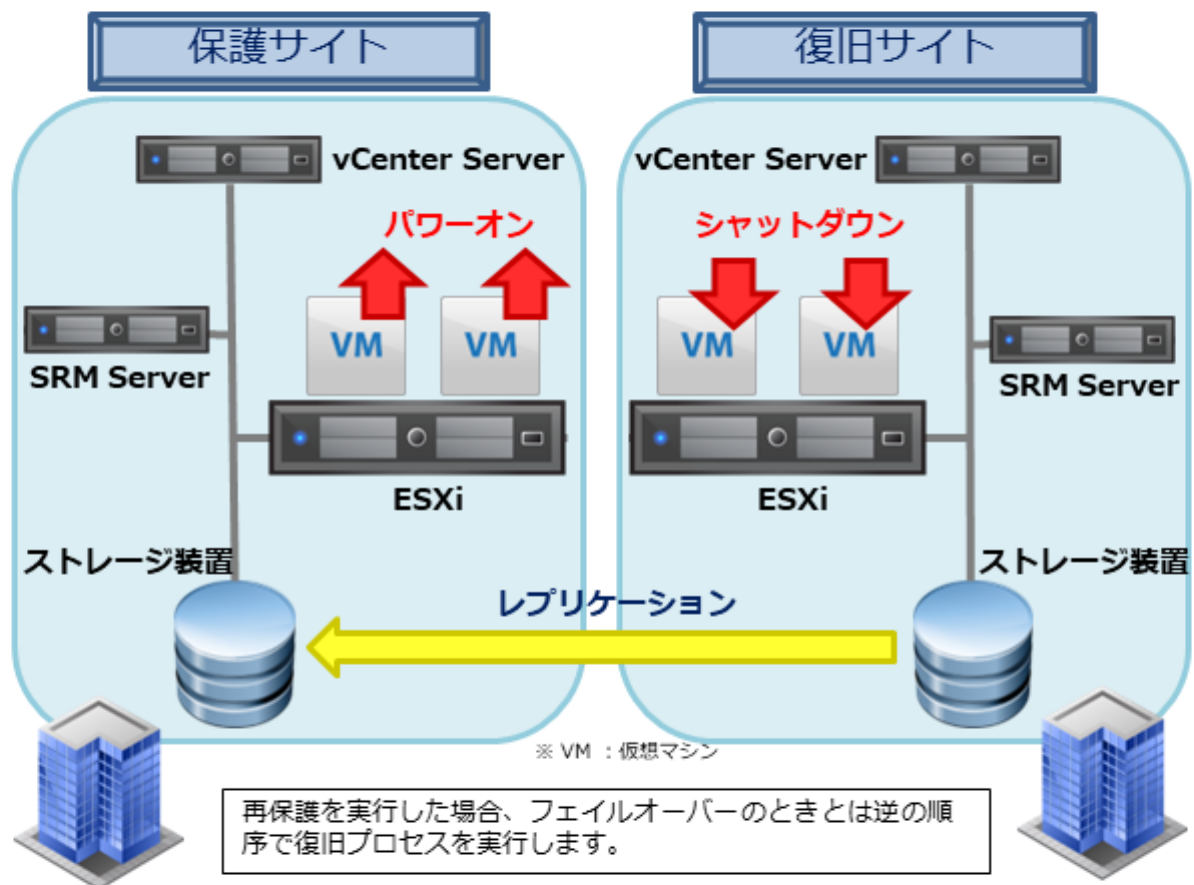 保護サイト
復旧サイト
vCenter Server
vCenter Server
パワーオン
シャットダウン
VM
VM
VM
VM
SRM Server
SRM Server
ESXi
ESXi
ストレージ装置
ストレージ装置
レプリケーション
※ VM ：仮想マシン
再保護を実行した場合、フェイルオーバーのときとは逆の順
序で復旧プロセスを実行します。